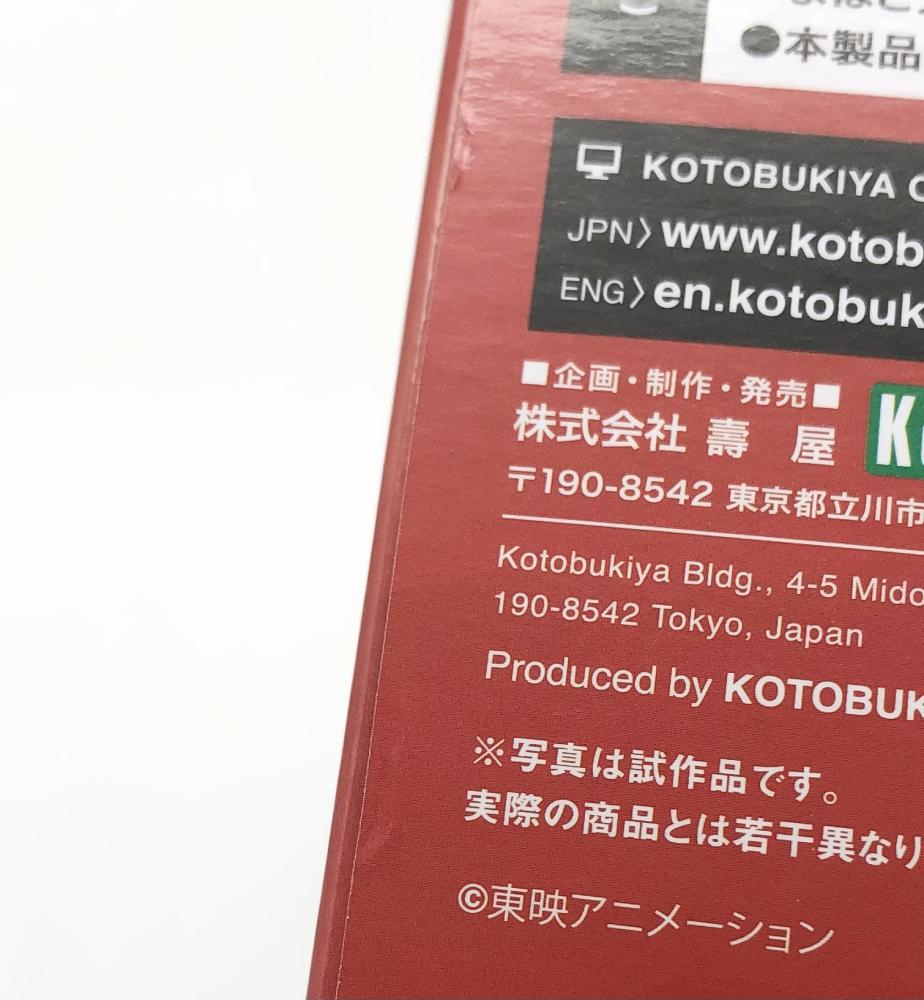 ●本製品
KOTOBUKIYA
JPN〉www.kotob
ENG〉en.kotobuk
■企画・制作・発売■
株式会社 壽 屋
〒190-8542 東京都立川市
Kotobukiya Bldg., 4-5 Mido
190-8542 Tokyo, Japan
Produced by KOTOBUK
※写真は試作品です。
実際の商品とは若干異なり
©東映アニメーション